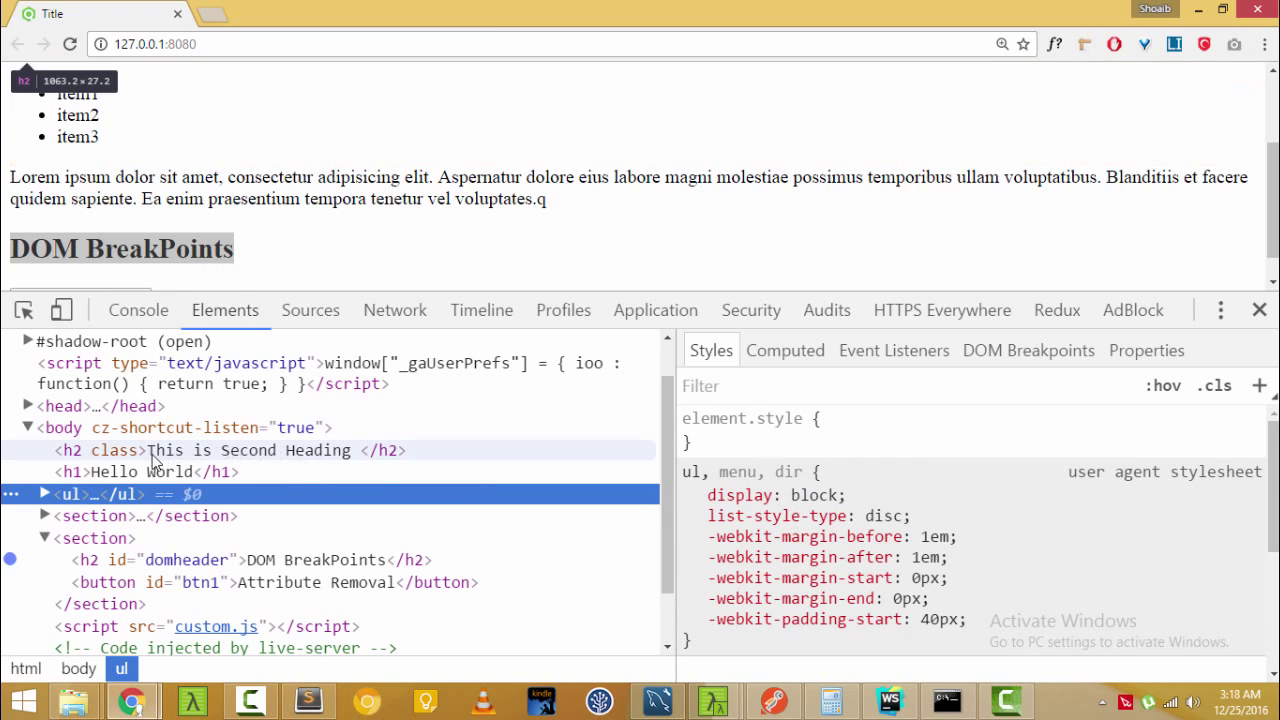 Title
Shoaib
127.0.0.1:8080
f?
h2 1063.2×27.2
item1
item2
item3
Lorem ipsum dolor sit amet, consectetur adipisicing elit. Aspernatur dolore eius labore magni molestiae possimus temporibus ullam voluptatibus. Blanditiis et facere
quidem sapiente. Ea enim praesentium tempora tenetur vel voluptates.q
DOM BreakPoints
Console Elements Sources Network Timeline Profiles Application Security Audits HTTPS Everywhere Redux AdBlock
#shadow-root (open)
<script type="text/javascript">window["_gaUserPrefs"] = { ioo :
function() { return true; } }</script>
<head>…</head>
<body cz-shortcut-listen="true">
<h2 class>This is Second Heading </h2>
<h1>Hello World</h1>
<ul>…</ul> == $0
<section>…</section>
<section>
<h2 id="domheader">DOM BreakPoints</h2>
<button id="btn1">Attribute Removal</button>
</section>
<script src="custom.js"></script>
<!-- Code injected by live-server -->
html body ul
Styles Computed Event Listeners DOM Breakpoints Properties
Filter :hov .cls +
element.style {
}
ul, menu, dir { user agent stylesheet
display: block;
list-style-type: disc;
-webkit-margin-before: 1em;
-webkit-margin-after: 1em;
-webkit-margin-start: 0px;
-webkit-margin-end: 0px;
-webkit-padding-start: 40px;
}
Activate Windows
Go to PC settings to activate Windows.
kindle
WS
3:18 AM
12/25/2016